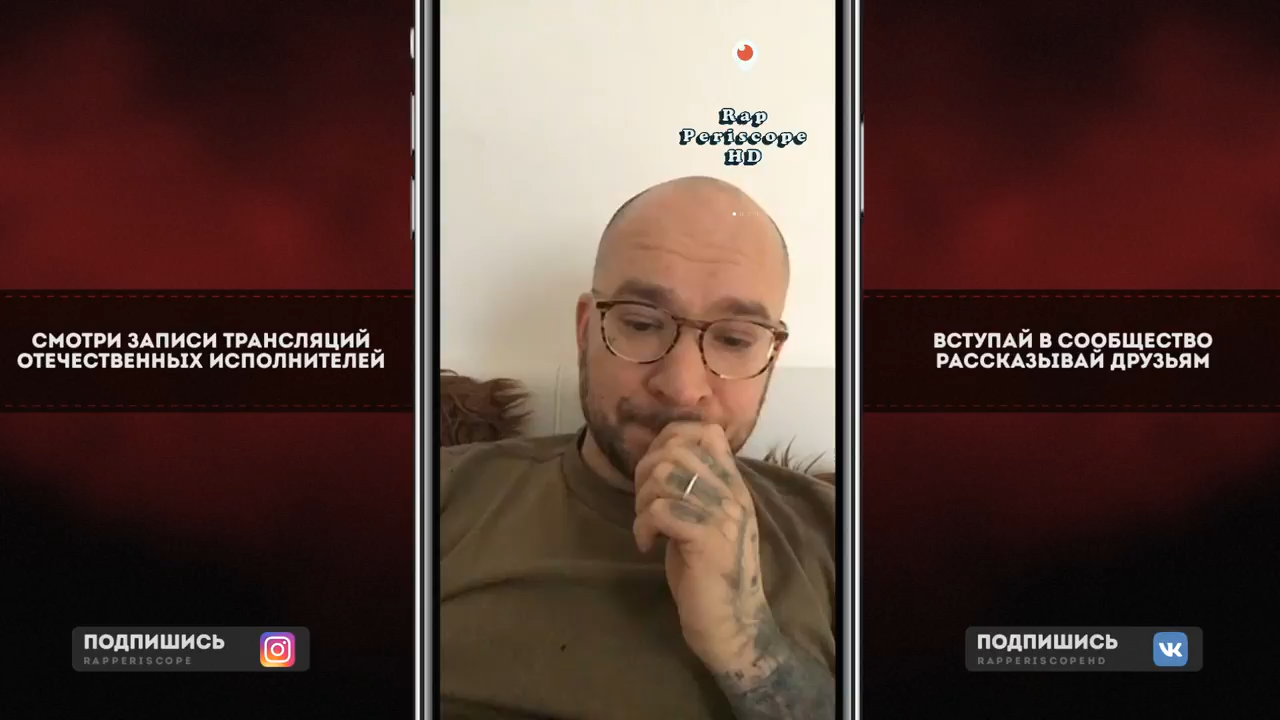 Rap
Periscope
HD
СМОТРИ ЗАПИСИ ТРАНСЛЯЦИЙ
ОТЕЧЕСТВЕННЫХ ИСПОЛНИТЕЛЕЙ
ВСТУПАЙ В СООБЩЕСТВО
РАССКАЗЫВАЙ ДРУЗЬЯМ
ПОДПИШИСЬ
RAPPERISCOPE
ПОДПИШИСЬ
RAPPERISCOPEHD